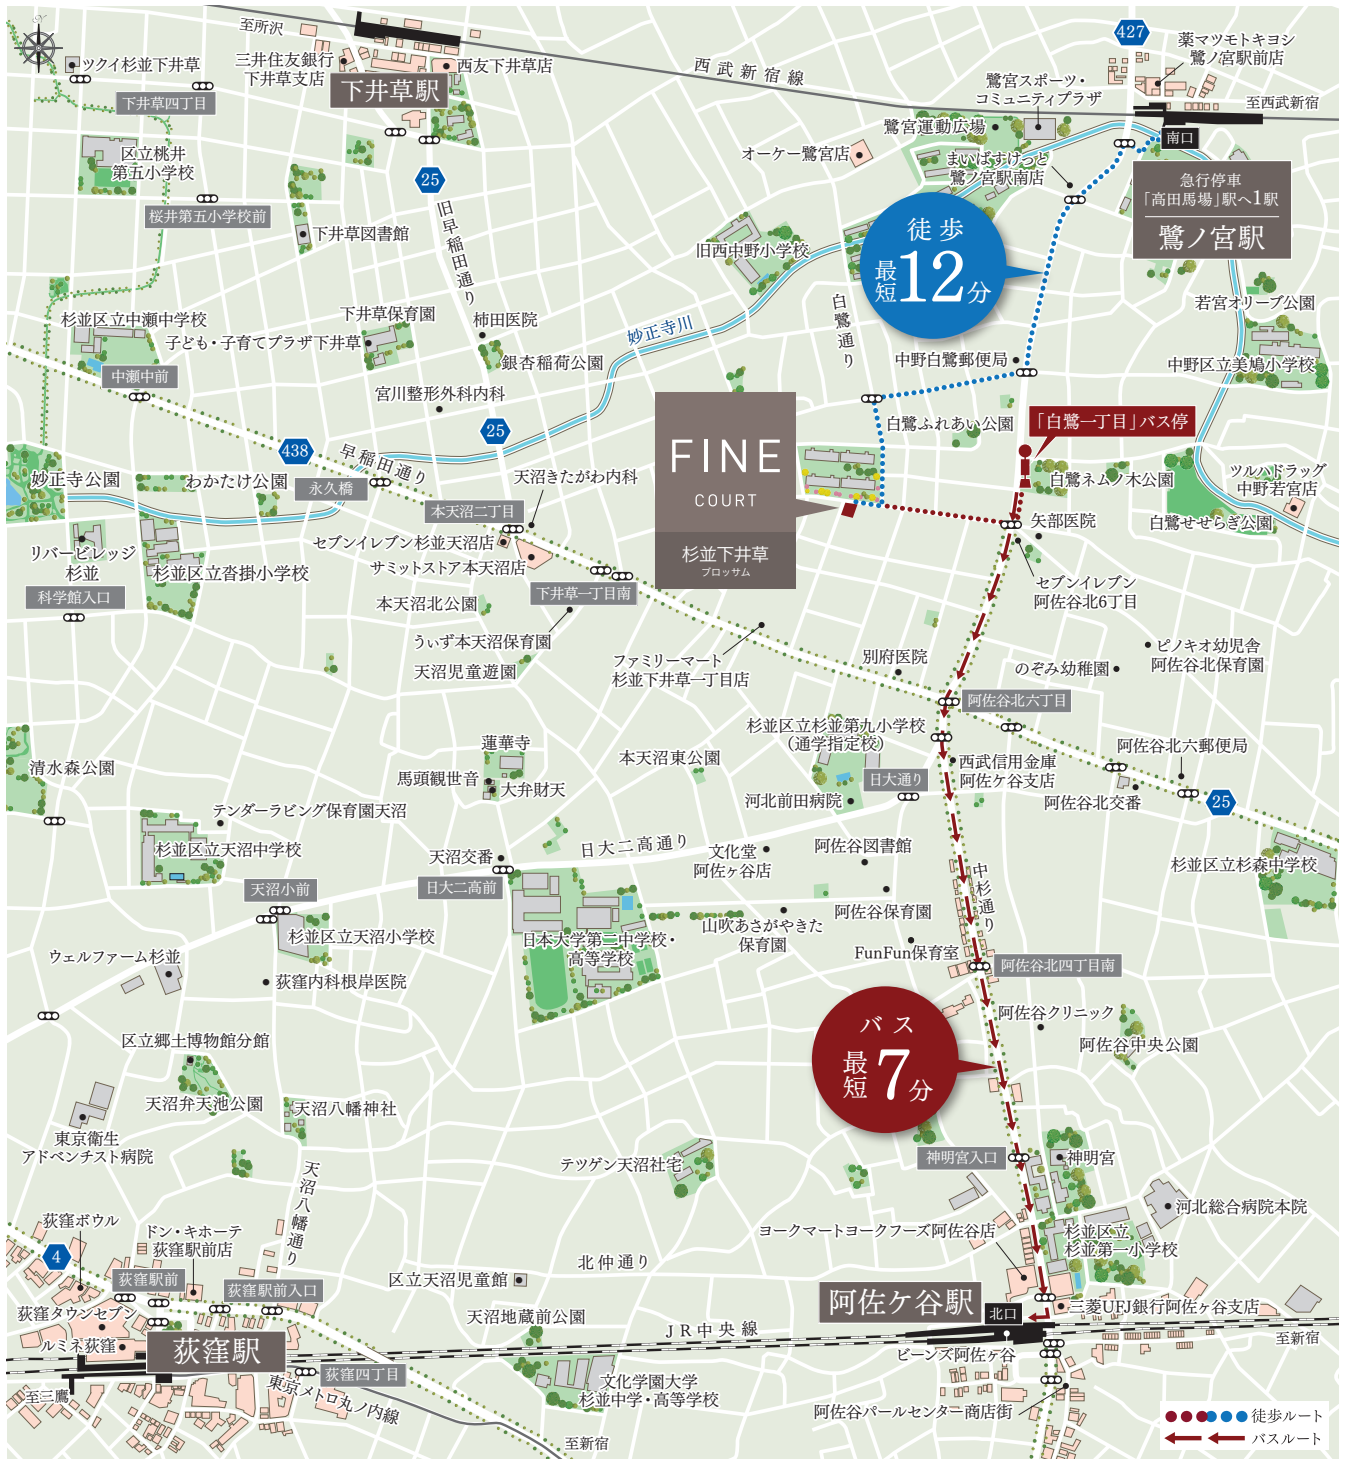 N
至所沢
ツクイ杉並下井草
三井住友銀行
下井草支店
西友下井草店
下井草駅
下井草四丁目
西武新宿線
427
薬マツモトキヨシ
鷺ノ宮駅前店
鷺宮スポーツ・
コミュニティプラザ
至西武新宿
鷺宮運動広場
南口
オーケー鷺宮店
まいばすけっと
鷺ノ宮駅南店
区立桃井
第五小学校
25
急行停車
「高田馬場」駅へ1駅
鷺ノ宮駅
桜井第五小学校前
下井草図書館
旧早稲田通り
旧西中野小学校
徒歩
最短12分
若宮オリーブ公園
杉並区立中瀬中学校
下井草保育園
子ども・子育てプラザ下井草
柿田医院
妙正寺川
白鷺通り
銀杏稲荷公園
中野白鷺郵便局
中野区立美鳩小学校
中瀬中前
宮川整形外科内科
25
FINE
COURT
杉並下井草
ブロッサム
白鷺ふれあい公園
「白鷺一丁目」バス停
438
早稲田通り
妙正寺公園
わかたけ公園
永久橋
天沼きたがわ内科
白鷺ネムノ木公園
ツルハドラッグ
中野若宮店
本天沼二丁目
矢部医院
白鷺せせらぎ公園
セブンイレブン杉並天沼店
サミットストア本天沼店
リバービレッジ
杉並
杉並区立沓掛小学校
科学館入口
下井草一丁目南
セブンイレブン
阿佐谷北6丁目
本天沼北公園
うぃず本天沼保育園
天沼児童遊園
ファミリーマート
杉並下井草一丁目店
別府医院
のぞみ幼稚園
ピノキオ幼児舎
阿佐谷北保育園
阿佐谷北六丁目
杉並区立杉並第九小学校
(通学指定校)
蓮華寺
本天沼東公園
阿佐谷北六郵便局
清水森公園
馬頭観世音
大弁財天
日大通り
西武信用金庫
阿佐ケ谷支店
河北前田病院
阿佐谷北交番
25
テンダーラビング保育園天沼
杉並区立天沼中学校
天沼交番
日大二高通り
文化堂
阿佐ヶ谷店
阿佐谷図書館
杉並区立杉森中学校
天沼小前
日大二高前
中杉通り
阿佐谷保育園
杉並区立天沼小学校
日本大学第二中学校・
高等学校
山吹あさがやきた
保育園
FunFun保育室
ウェルファーム杉並
荻窪内科根岸医院
阿佐谷北四丁目南
バス
最短7分
阿佐谷クリニック
区立郷土博物館分館
阿佐谷中央公園
天沼弁天池公園
天沼八幡神社
東京衛生
アドベンチスト病院
テツゲン天沼社宅
神明宮入口
神明宮
天沼八幡通り
荻窪ボウル
ドン・キホーテ
荻窪駅前店
河北総合病院本院
ヨークマートヨークフーズ阿佐谷店
杉並区立
杉並第一小学校
4
荻窪駅前
荻窪駅前入口
北仲通り
区立天沼児童館
阿佐ケ谷駅
北口
荻窪タウンセブン
天沼地蔵前公園
三菱UFJ銀行阿佐ヶ谷支店
ルミネ荻窪
荻窪駅
JR中央線
至新宿
ビーンズ阿佐ヶ谷
荻窪四丁目
至三鷹
東京メトロ丸ノ内線
文化学園大学
杉並中学・高等学校
阿佐谷パールセンター商店街
至新宿
徒歩ルート
バスルート